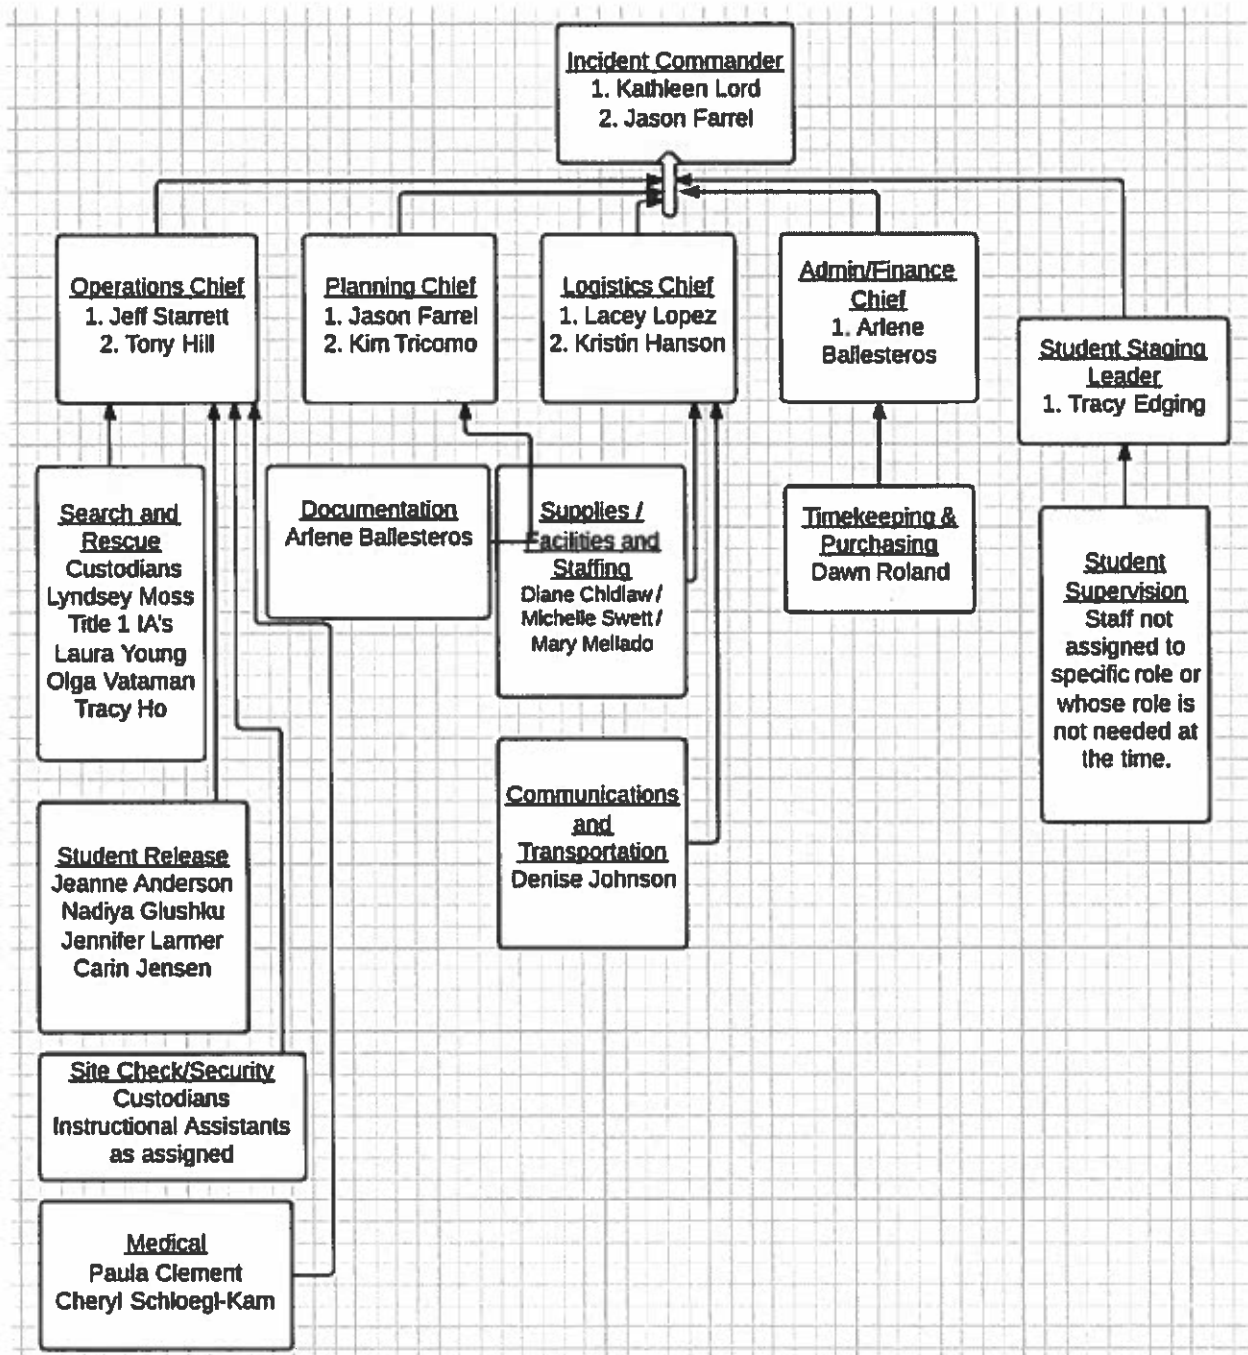 Incident Commander
1. Kathleen Lord
2. Jason Farrel
Operations Chief
1. Jeff Starrett
2. Tony Hill
Planning Chief
1. Jason Farrel
2. Kim Tricomo
Logistics Chief
1. Lacey Lopez
2. Kristin Hanson
Admin/Finance
Chief
1. Arlene
Ballesteros
Student Staging
Leader
1. Tracy Edging
Search and
Rescue
Custodians
Lyndsey Moss
Title 1 IA's
Laura Young
Olga Vataman
Tracy Ho
Documentation
Arlene Ballesteros
Supplies /
Facilities and
Staffing
Diane Chidlaw /
Michelle Swett /
Mary Mellado
Timekeeping &
Purchasing
Dawn Roland
Student
Supervision
Staff not
assigned to
specific role or
whose role is
not needed at
the time.
Communications
and
Transportation
Denise Johnson
Student Release
Jeanne Anderson
Nadiya Glushku
Jennifer Larmer
Carin Jensen
Site Check/Security
Custodians
Instructional Assistants
as assigned
Medical
Paula Clement
Cheryl Schloegl-Kam